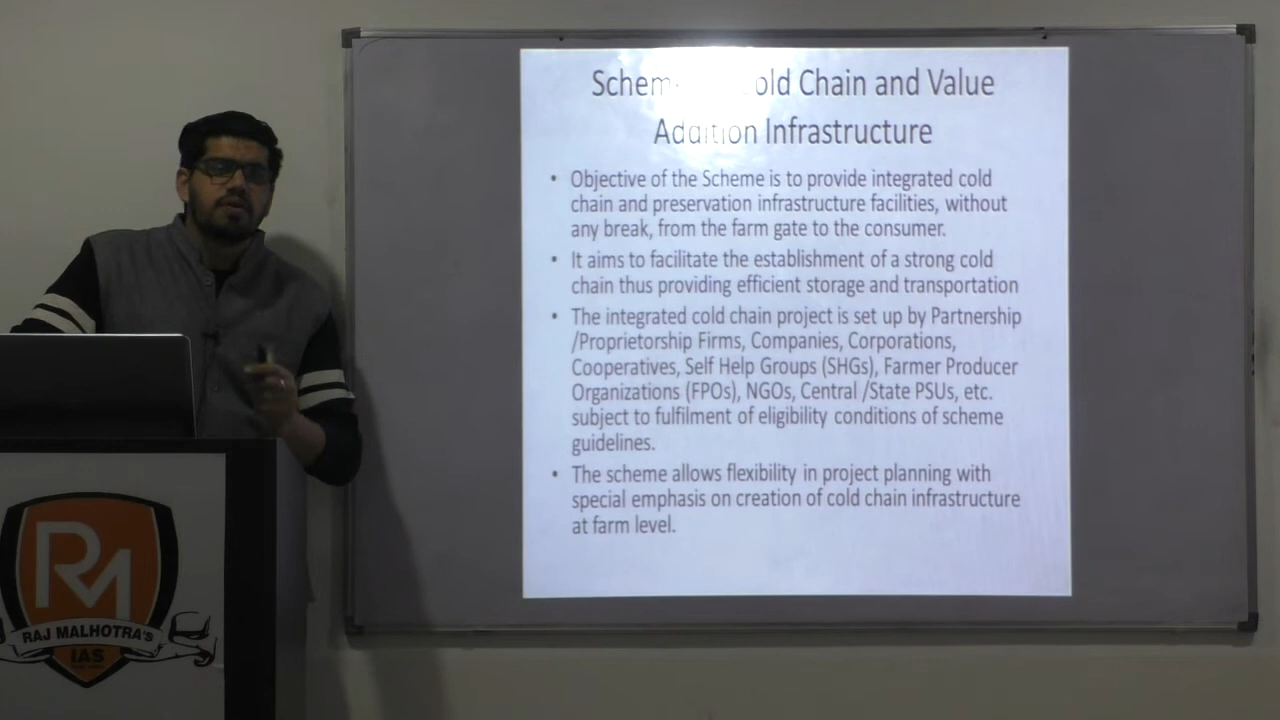 Cold Chain and Value
Addition Infrastructure
• Objective of the Scheme is to provide integrated cold
chain and preservation infrastructure facilities, without
any break, from the farm gate to the consumer.
• It aims to facilitate the establishment of a strong cold
chain thus providing efficient storage and transportation
• The integrated cold chain project is set up by Partnership
/Proprietorship Firms, Companies, Corporations,
Cooperatives, Self Help Groups (SHGs), Farmer Producer
Organizations (FPOs), NGOs, Central /State PSUs, etc.
subject to fulfilment of eligibility conditions of scheme
guidelines.
• The scheme allows flexibility in project planning with
special emphasis on creation of cold chain infrastructure
at farm level.
RM
RAJ MALHOTRA'S
IAS